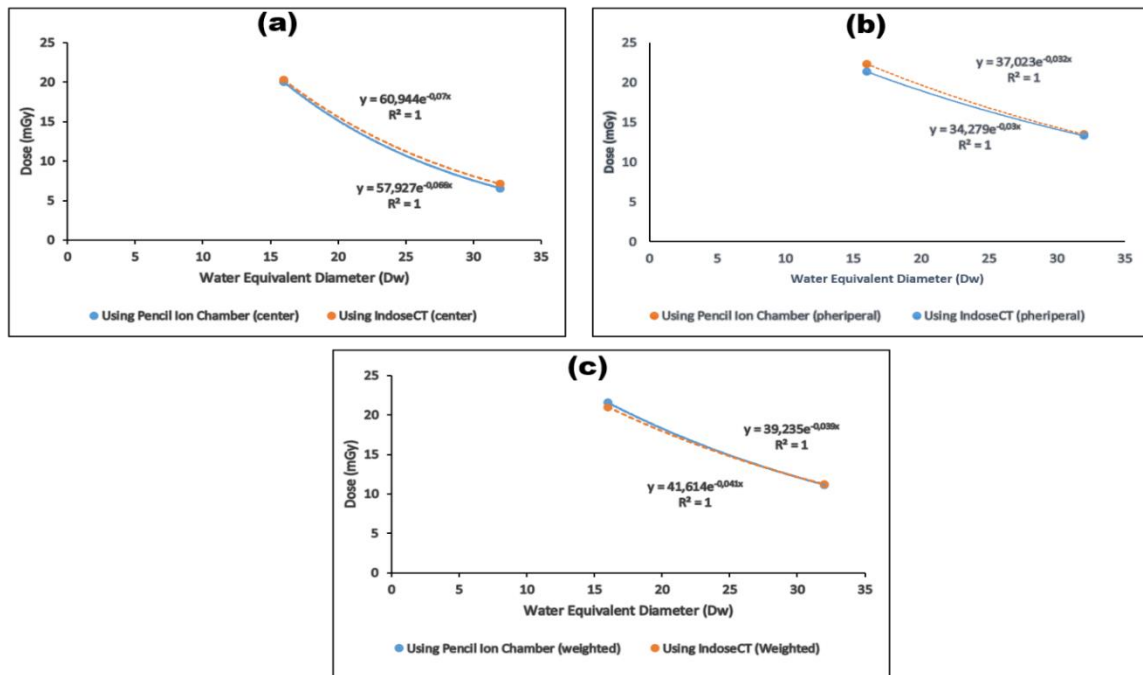 (a)
25
20
15
10
5
0
Dose (mGy)
y = 60,944e-0,07x
R² = 1
y = 57,927e-0,066x
R² = 1
0 5 10 15 20 25 30 35
Water Equivalent Diameter (Dw)
Using Pencil Ion Chamber (center) Using IndoseCT (center)
(b)
25
20
15
10
5
0
Dose (mGy)
y = 37,023e-0,032x
R² = 1
y = 34,279e-0,03x
R² = 1
0 5 10 15 20 25 30 35
Water Equivalent Diameter (Dw)
Using Pencil Ion Chamber (pheriperal) Using IndoseCT (pheriperal)
(c)
25
20
15
10
5
0
Dose (mGy)
y = 39,235e-0,039x
R² = 1
y = 41,614e-0,041x
R² = 1
0 5 10 15 20 25 30 35
Water Equivalent Diameter (Dw)
Using Pencil Ion Chamber (weighted) Using IndoseCT (Weighted)